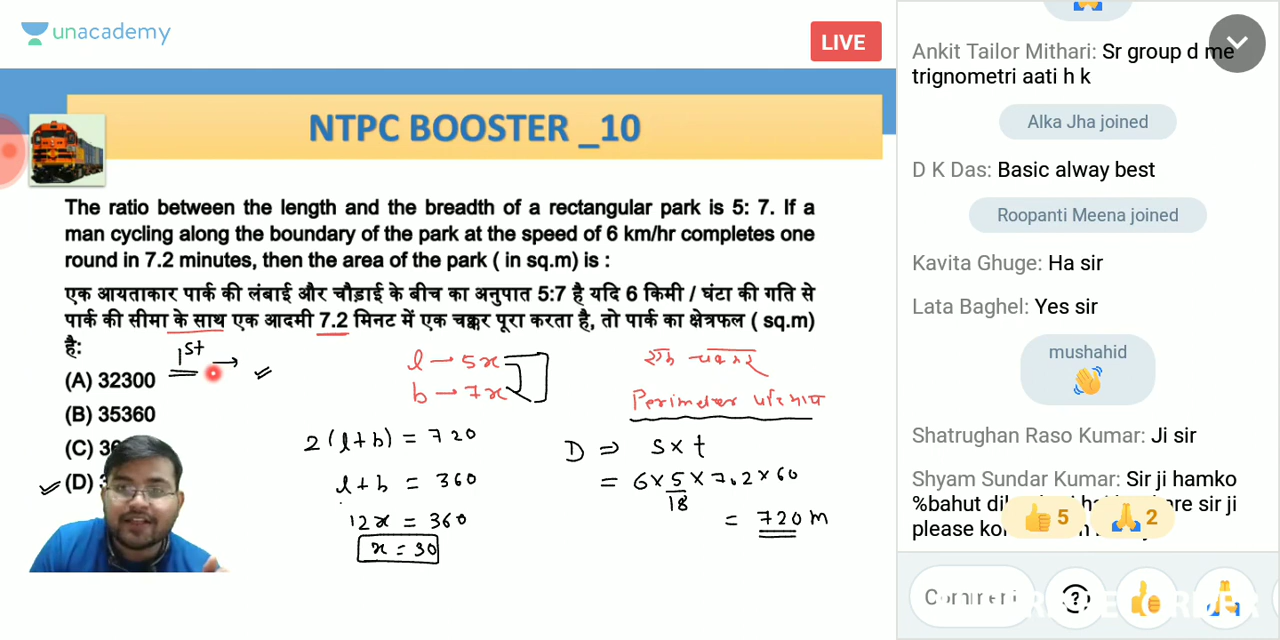 unacademy
LIVE
NTPC BOOSTER _10
The ratio between the length and the breadth of a rectangular park is 5: 7. If a
man cycling along the boundary of the park at the speed of 6 km/hr completes one
round in 7.2 minutes, then the area of the park ( in sq.m) is :
एक आयताकार पार्क की लंबाई और चौड़ाई के बीच का अनुपात 5:7 है यदि 6 किमी / घंटा की गति से
पार्क की सीमा के साथ एक आदमी 7.2 मिनट में एक चक्कर पूरा करता है, तो पार्क का क्षेत्रफल ( sq.m)
है:
1st →
(A) 32300
(B) 35360
(C) 3
(D) 3
l → 5x
b → 7x
2(l+b) = 720
l+b = 360
12x = 360
x = 30
एक चक्कर
Perimeter परिमाप
D ⇒ s x t
= 6 x 5/18 x 7.2 x 60
= 720 m
Ankit Tailor Mithari: Sr group d me
trignometri aati h k
Alka Jha joined
D K Das: Basic alway best
Roopanti Meena joined
Kavita Ghuge: Ha sir
Lata Baghel: Yes sir
mushahid
Shatrughan Raso Kumar: Ji sir
Shyam Sundar Kumar: Sir ji hamko
%bahut sir ji
please
5
2
Comment